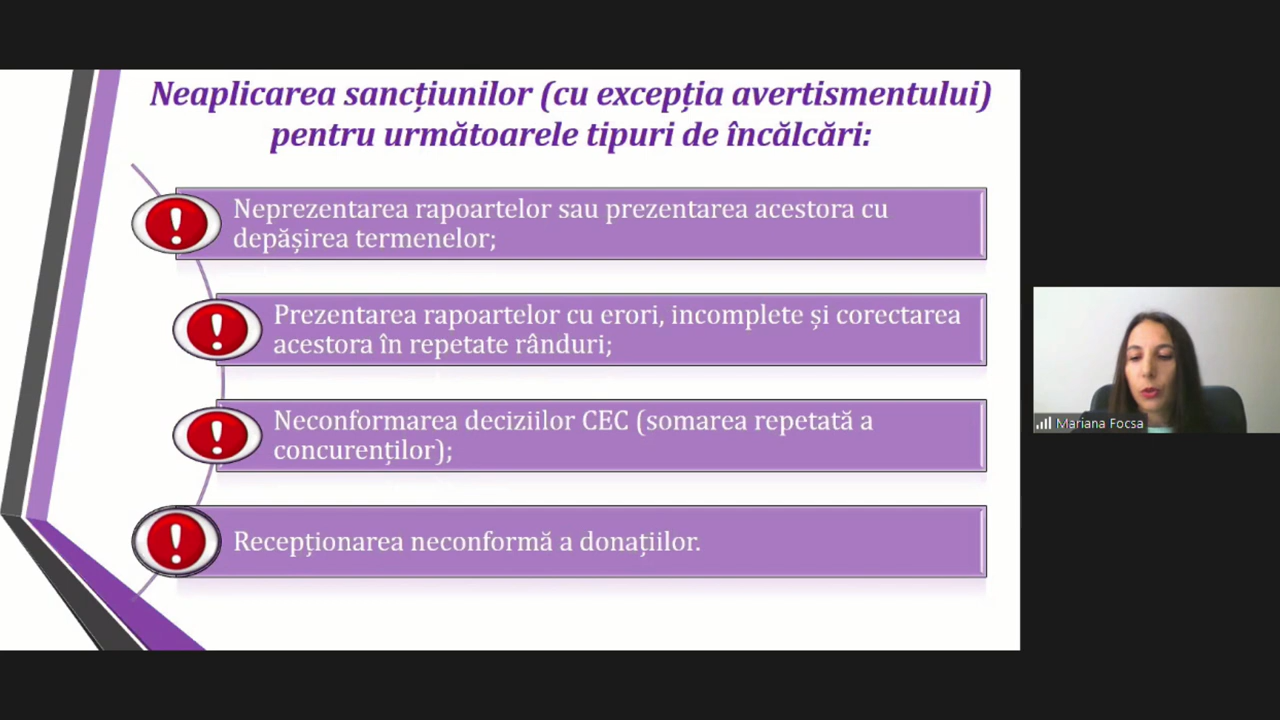 Neaplicarea sancțiunilor (cu excepția avertismentului)
pentru următoarele tipuri de încălcări:
Neprezentarea rapoartelor sau prezentarea acestora cu
depășirea termenelor;
Prezentarea rapoartelor cu erori, incomplete și corectarea
acestora în repetate rânduri;
Neconformarea deciziilor CEC (somarea repetată a
concurenților);
Recepționarea neconformă a donațiilor.
Mariana Focsa